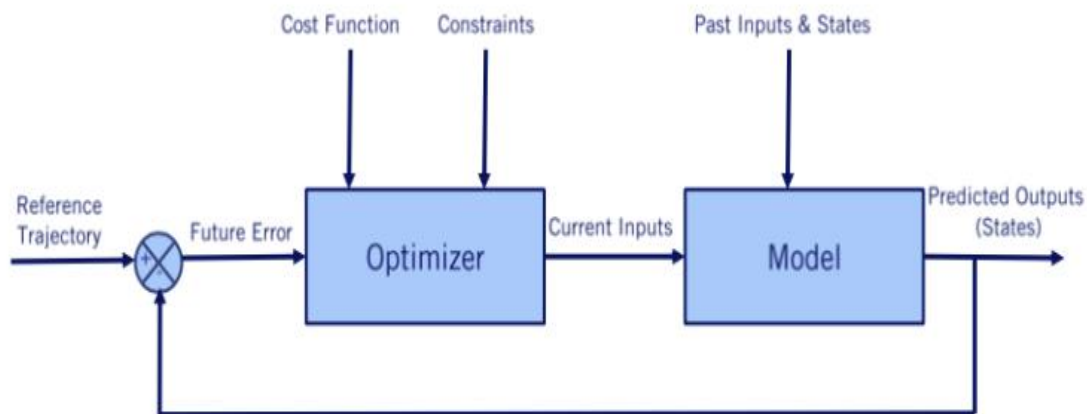 Cost Function
Constraints
Past Inputs & States
Reference
Trajectory
+
-
Future Error
Optimizer
Current Inputs
Model
Predicted Outputs
(States)